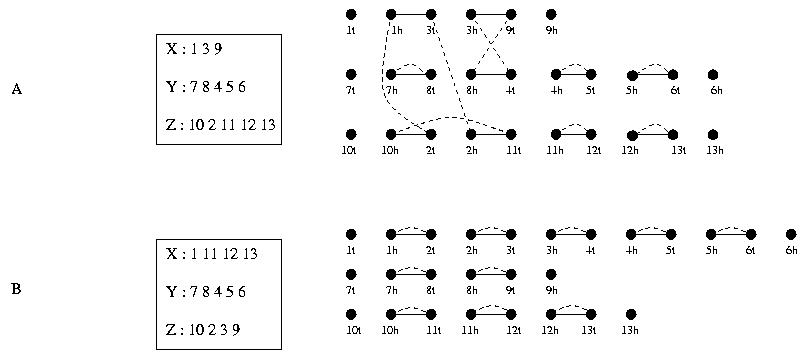 1t 1h 3t 3h 9t 9h
X : 1 3 9
Y : 7 8 4 5 6
Z : 10 2 11 12 13
A
7t 7h 8t 8h 4t 4h 5t 5h 6t 6h
10t 10h 2t 2h 11t 11h 12t 12h 13t 13h
X : 1 11 12 13
Y : 7 8 4 5 6
Z : 10 2 3 9
B
1t 1h 2t 2h 3t 3h 4t 4h 5t 5h 6t 6h
7t 7h 8t 8h 9t 9h
10t 10h 11t 11h 12t 12h 13t 13h